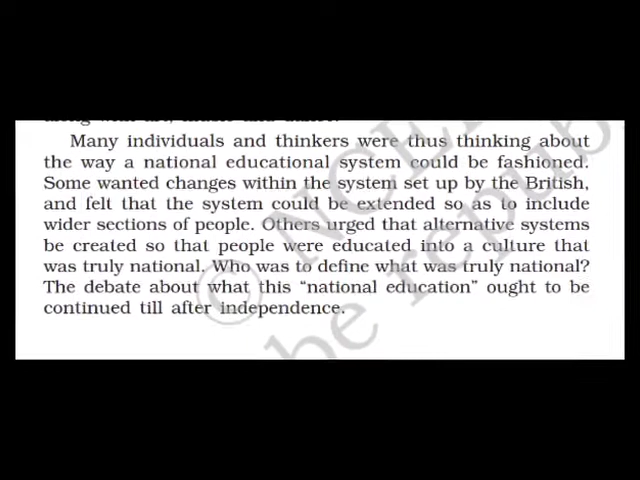 Many individuals and thinkers were thus thinking about
the way a national educational system could be fashioned.
Some wanted changes within the system set up by the British,
and felt that the system could be extended so as to include
wider sections of people. Others urged that alternative systems
be created so that people were educated into a culture that
was truly national. Who was to define what was truly national?
The debate about what this “national education” ought to be
continued till after independence.
© NCE
be repub